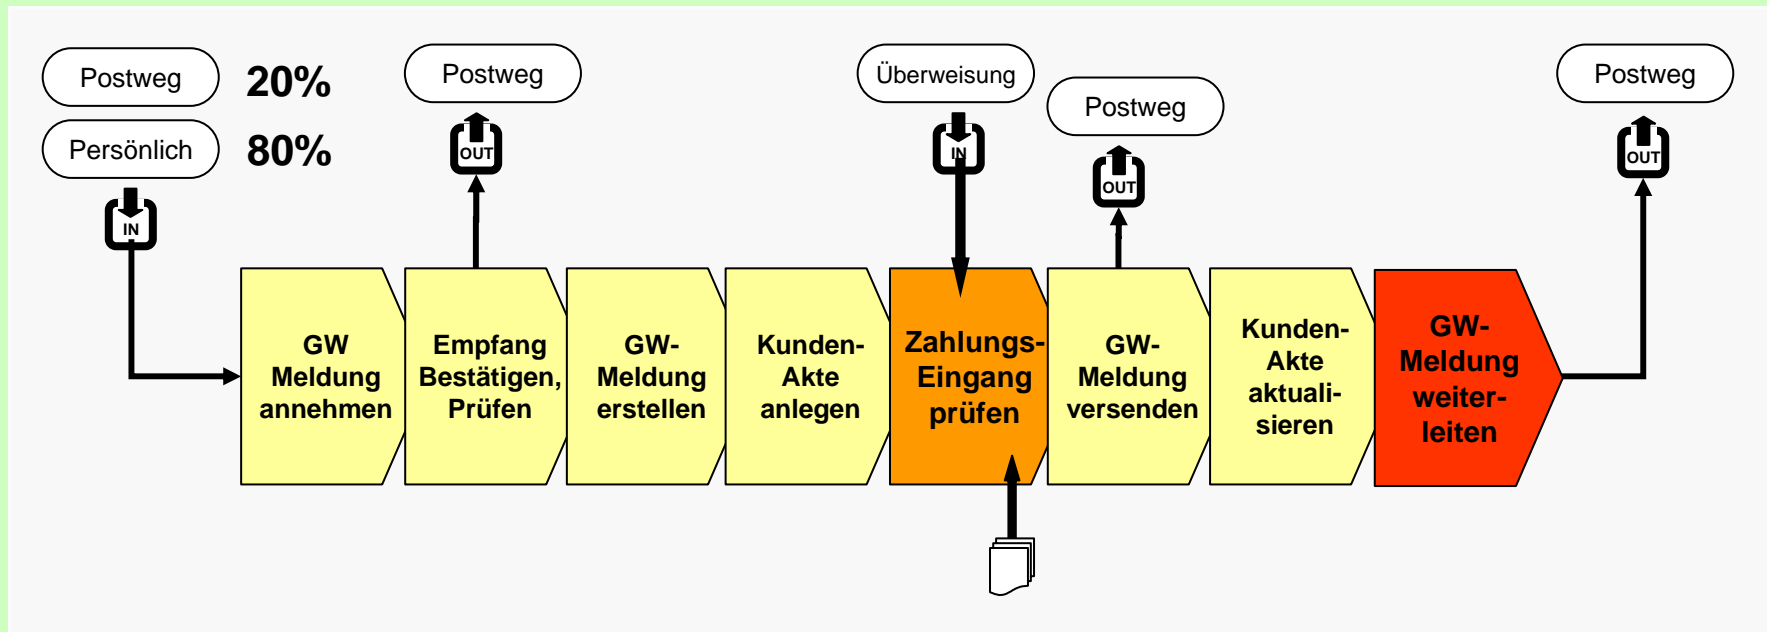 Postweg
20%
Persönlich
80%
IN
Postweg
OUT
Überweisung
IN
Postweg
OUT
Postweg
OUT
GW
Meldung
annehmen
Empfang
Bestätigen,
Prüfen
GW-
Meldung
erstellen
Kunden-
Akte
anlegen
Zahlungs-
Eingang
prüfen
GW-
Meldung
versenden
Kunden-
Akte
aktuali-
sieren
GW-
Meldung
weiter-
leiten